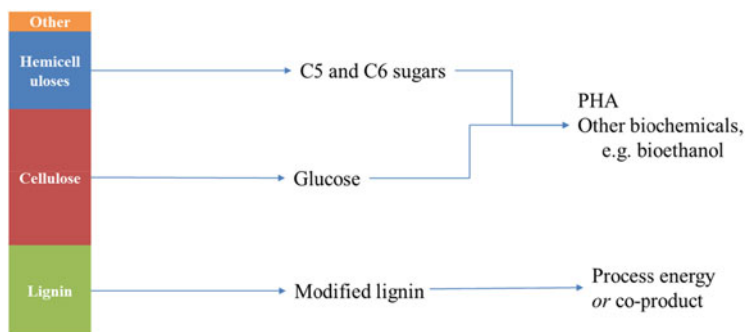 Other
Hemicell
uloses
C5 and C6 sugars
PHA
Other biochemicals,
e.g. bioethanol
Cellulose
Glucose
Lignin
Modified lignin
Process energy
or co-product